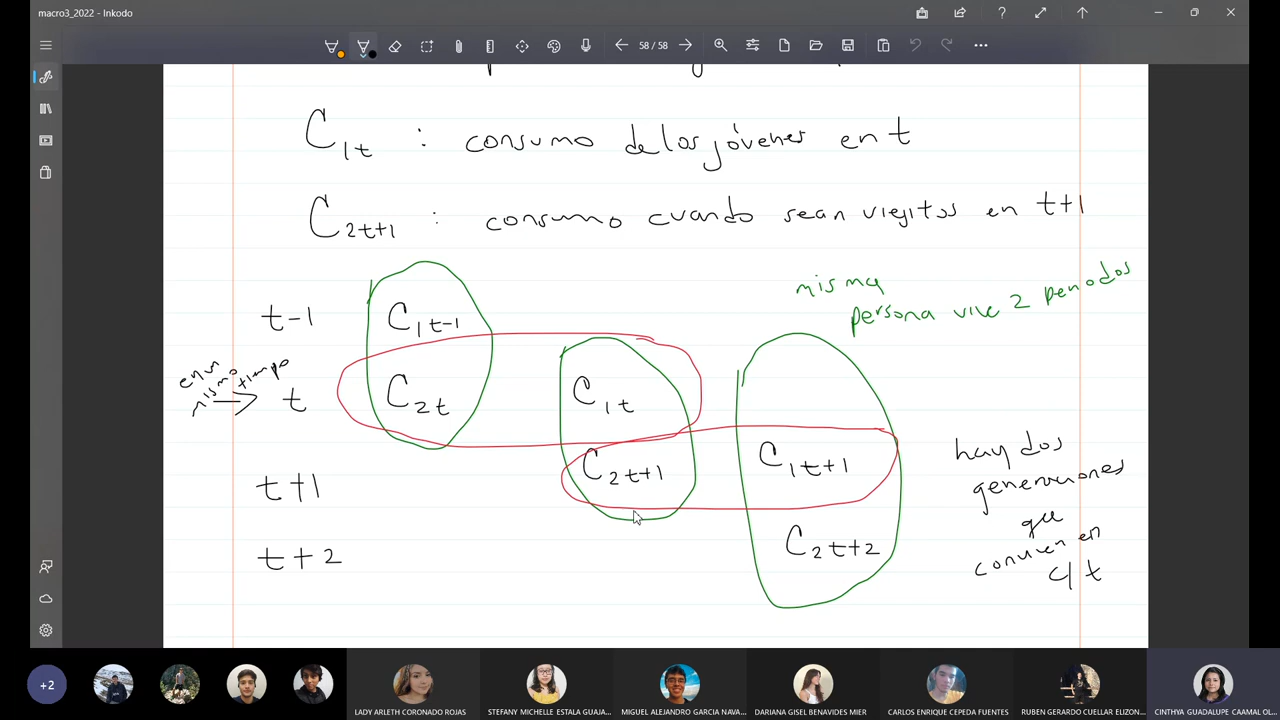 macro3_2022 - Inkodo
58 / 58
C1t : consumo de los jóvenes en t
C2t+1 : consumo cuando sean viejitos en t+1
misma
persona vive 2 periodos
t-1 C1t-1
en un
mismo tiempo
t C2t C1t
t+1 C2t+1 C1t+1
t+2 C2t+2
hay dos
generaciones
que
conviven en
c/ t
+2
LADY ARLETH CORONADO ROJAS
STEFANY MICHELLE ESTALA GUAJA...
MIGUEL ALEJANDRO GARCIA NAVA...
DARIANA GISEL BENAVIDES MIER
CARLOS ENRIQUE CEPEDA FUENTES
RUBEN GERARDO CUELLAR ELIZON...
CINTHYA GUADALUPE CAAMAL OL...